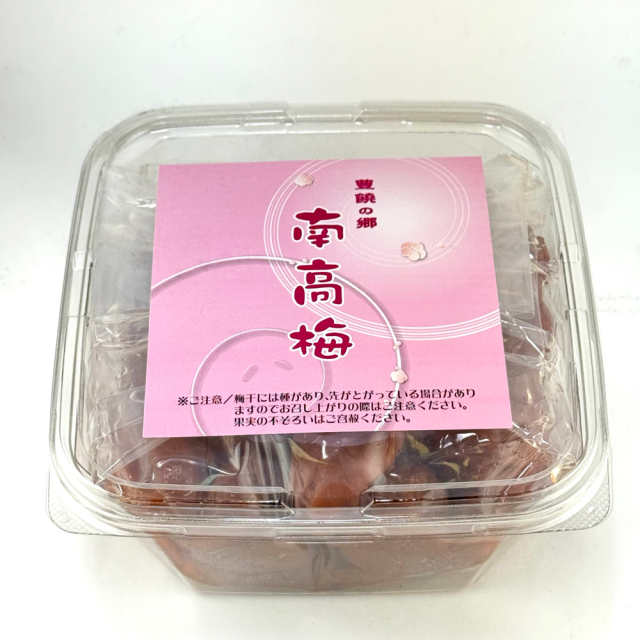 豊饒の郷
南高梅
※ご注意／梅干には種があり、先がとがっている場合があり
ますのでお召し上がりの際はご注意ください。
果実の不ぞろいはご容赦ください。